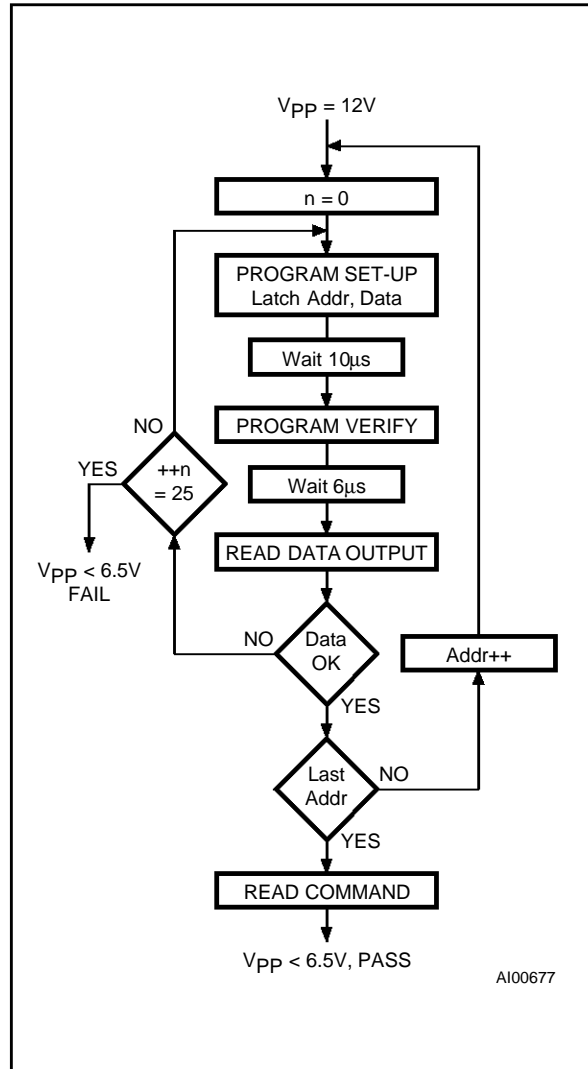 VPP = 12V
n = 0
PROGRAM SET-UP
Latch Addr, Data
Wait 10µs
NO
PROGRAM VERIFY
YES
++n
= 25
Wait 6µs
VPP < 6.5V
FAIL
READ DATA OUTPUT
NO
Data
OK
Addr++
YES
Last
Addr
NO
YES
READ COMMAND
VPP < 6.5V, PASS
AI00677